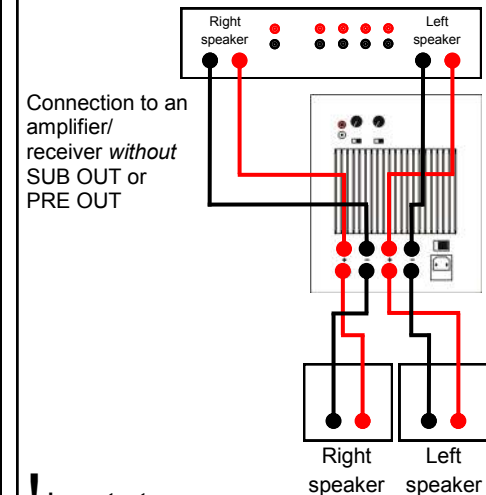 Right
speaker
Left
speaker
Connection to an
amplifier/
receiver without
SUB OUT or
PRE OUT
+ – + –
Right
speaker
Left
speaker
!